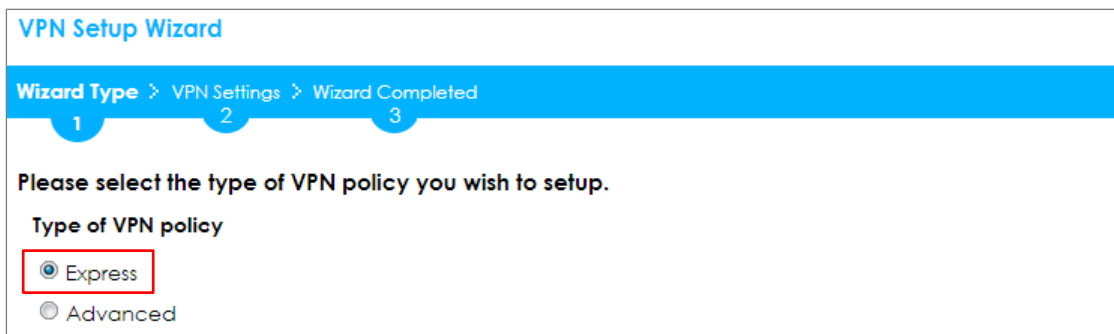 VPN Setup Wizard
Wizard Type > VPN Settings > Wizard Completed
1 2 3
Please select the type of VPN policy you wish to setup.
Type of VPN policy
Express
Advanced